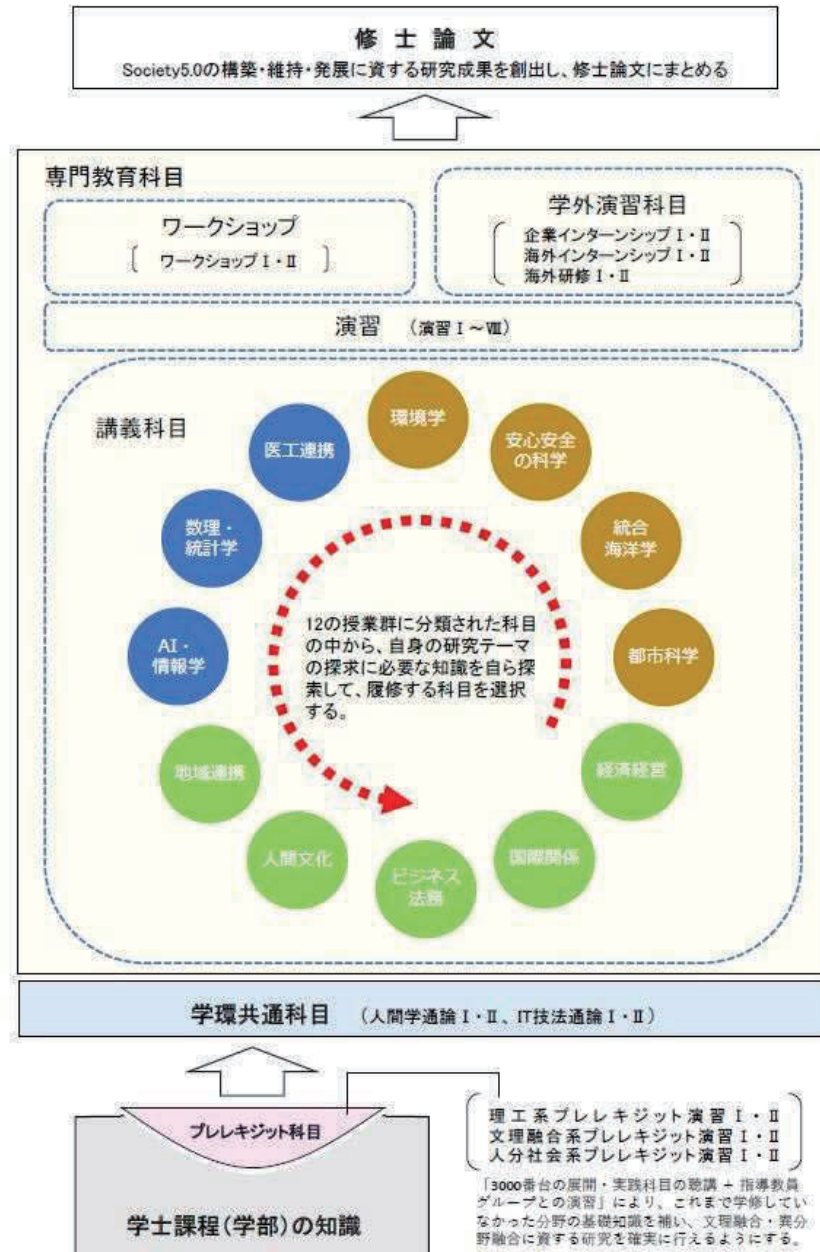 修士論文
Society5.0の構築・維持・発展に資する研究成果を創出し、修士論文にまとめる
専門教育科目
ワークショップ
〔 ワークショップⅠ・Ⅱ 〕
学外演習科目
企業インターンシップⅠ・Ⅱ
海外インターンシップⅠ・Ⅱ
海外研修Ⅰ・Ⅱ
演習 （演習Ⅰ～Ⅷ）
講義科目
環境学
安心安全
の科学
統合
海洋学
都市科学
経済経営
国際関係
ビジネス
法務
人間文化
地域連携
AI・
情報学
数理・
統計学
医工連携
12の授業群に分類された科目
の中から、自身の研究テーマ
の探求に必要な知識を自ら探
索して、履修する科目を選択
する。
学環共通科目 （人間学通論Ⅰ・Ⅱ、IT技法通論Ⅰ・Ⅱ）
プレレキジット科目
学士課程（学部）の知識
理工系プレレキジット演習Ⅰ・Ⅱ
文理融合系プレレキジット演習Ⅰ・Ⅱ
人分社会系プレレキジット演習Ⅰ・Ⅱ
「3000番台の展開・実践科目の聴講 + 指導教員
グループとの演習」により、これまで学修してい
なかった分野の基礎知識を補い、文理融合・異分
野融合に資する研究を確実に行えるようにする。